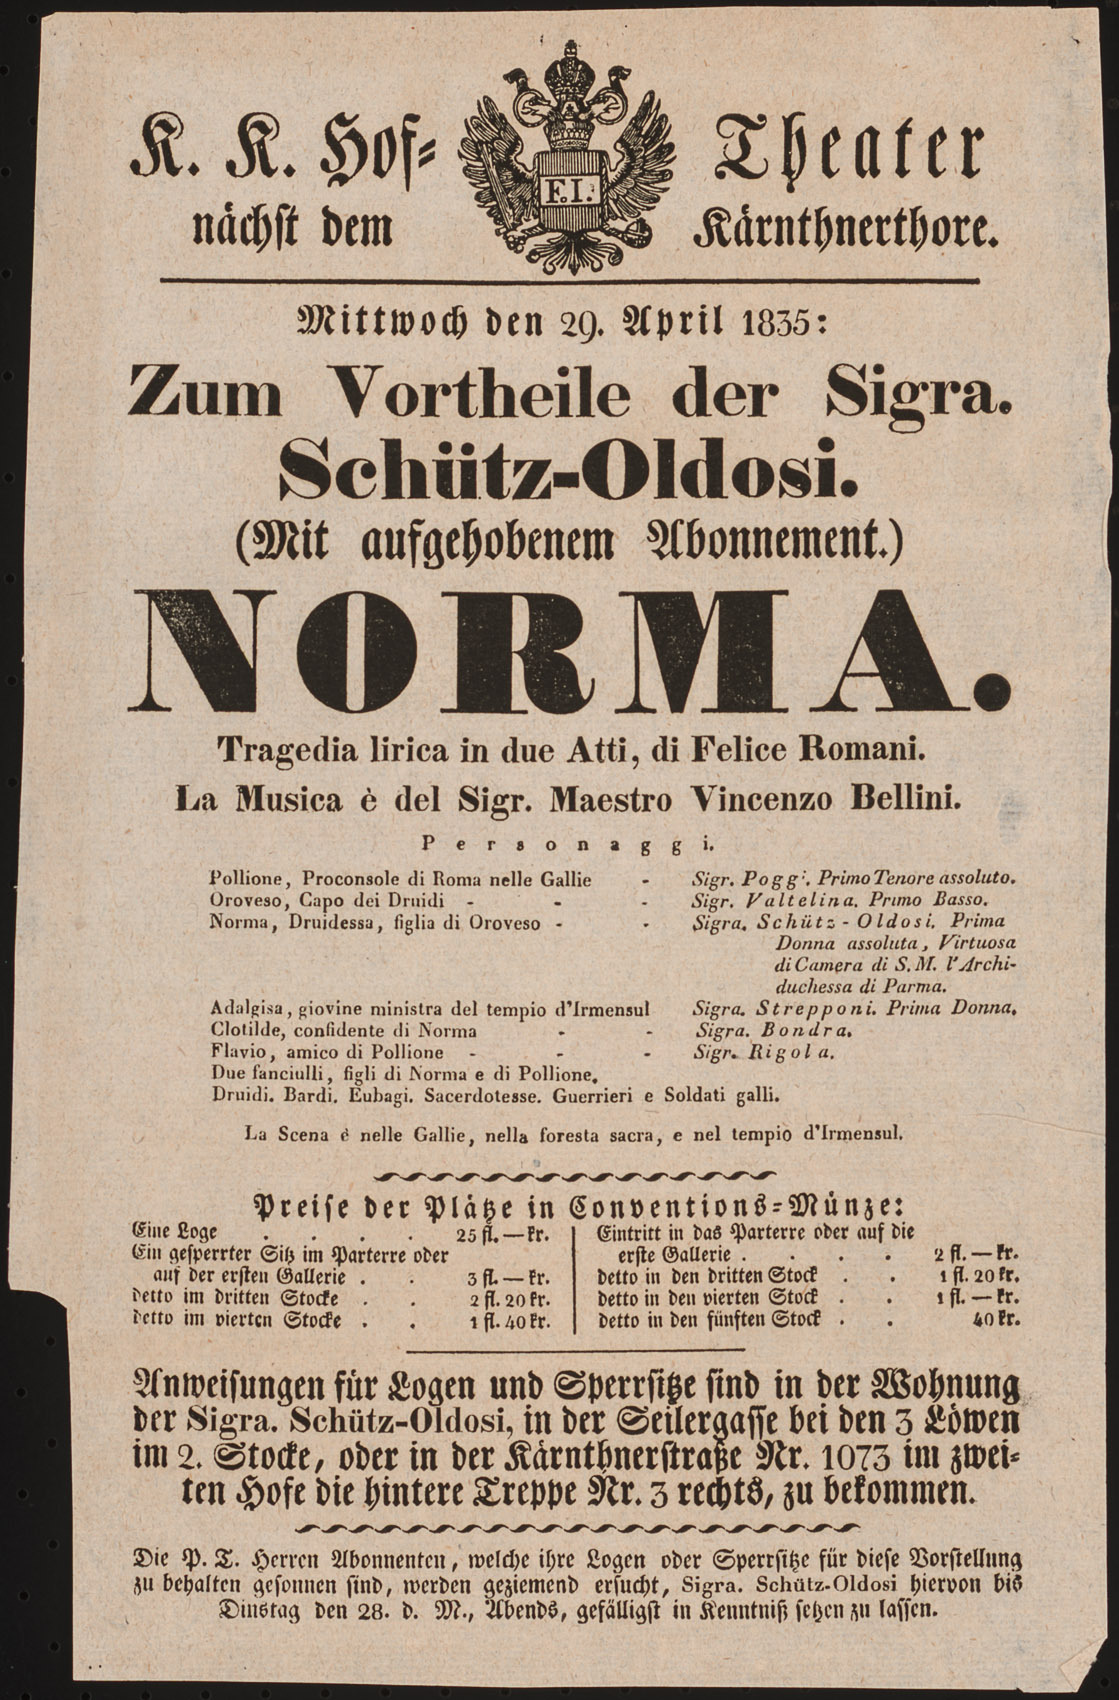 K. K. Hof- Theater
F.I.
nächst dem Kärnthnerthore.
Mittwoch den 29. April 1835:
Zum Vortheile der Sigra.
Schütz-Oldosi.
(Mit aufgehobenem Abonnement.)
NORMA.
Tragedia lirica in due Atti, di Felice Romani.
La Musica è del Sigr. Maestro Vincenzo Bellini.
Personaggi.
Pollione, Proconsole di Roma nelle Gallie - Sigr. Poggi. Primo Tenore assoluto.
Oroveso, Capo dei Druidi - - - Sigr. Valtelina. Primo Basso.
Norma, Druidessa, figlia di Oroveso - - Sigra. Schütz-Oldosi. Prima
Donna assoluta, Virtuosa
di Camera di S. M. l'Archi-
duchessa di Parma.
Adalgisa, giovine ministra del tempio d'Irmensul Sigra. Strepponi. Prima Donna.
Clotilde, confidente di Norma - - Sigra. Bondra.
Flavio, amico di Pollione - - - Sigr. Rigola.
Due fanciulli, figli di Norma e di Pollione.
Druidi. Bardi. Eubagi. Sacerdotesse. Guerrieri e Soldati galli.
La Scena è nelle Gallie, nella foresta sacra, e nel tempio d'Irmensul.
Preise der Plätze in Conventions-Münze:
Eine Loge . . . . 25 fl. — kr.
Ein gesperrter Sitz im Parterre oder
auf der ersten Gallerie . . 3 fl. — kr.
detto im dritten Stocke . . 2 fl. 20 kr.
detto im vierten Stocke . . 1 fl. 40 kr.
Eintritt in das Parterre oder auf die
erste Gallerie . . . . 2 fl. — kr.
detto in den dritten Stock . . 1 fl. 20 kr.
detto in den vierten Stock . . 1 fl. — kr.
detto in den fünften Stock . . 40 kr.
Anweisungen für Logen und Sperrsitze sind in der Wohnung
der Sigra. Schütz-Oldosi, in der Seilergasse bei den 3 Löwen
im 2. Stocke, oder in der Kärnthnerstraße Nr. 1073 im zwei-
ten Hofe die hintere Treppe Nr. 3 rechts, zu bekommen.
Die P. T. Herren Abonnenten, welche ihre Logen oder Sperrsitze für diese Vorstellung
zu behalten gesonnen sind, werden geziemend ersucht, Sigra. Schütz-Oldosi hiervon bis
Dinstag den 28. d. M., Abends, gefälligst in Kenntniß setzen zu lassen.